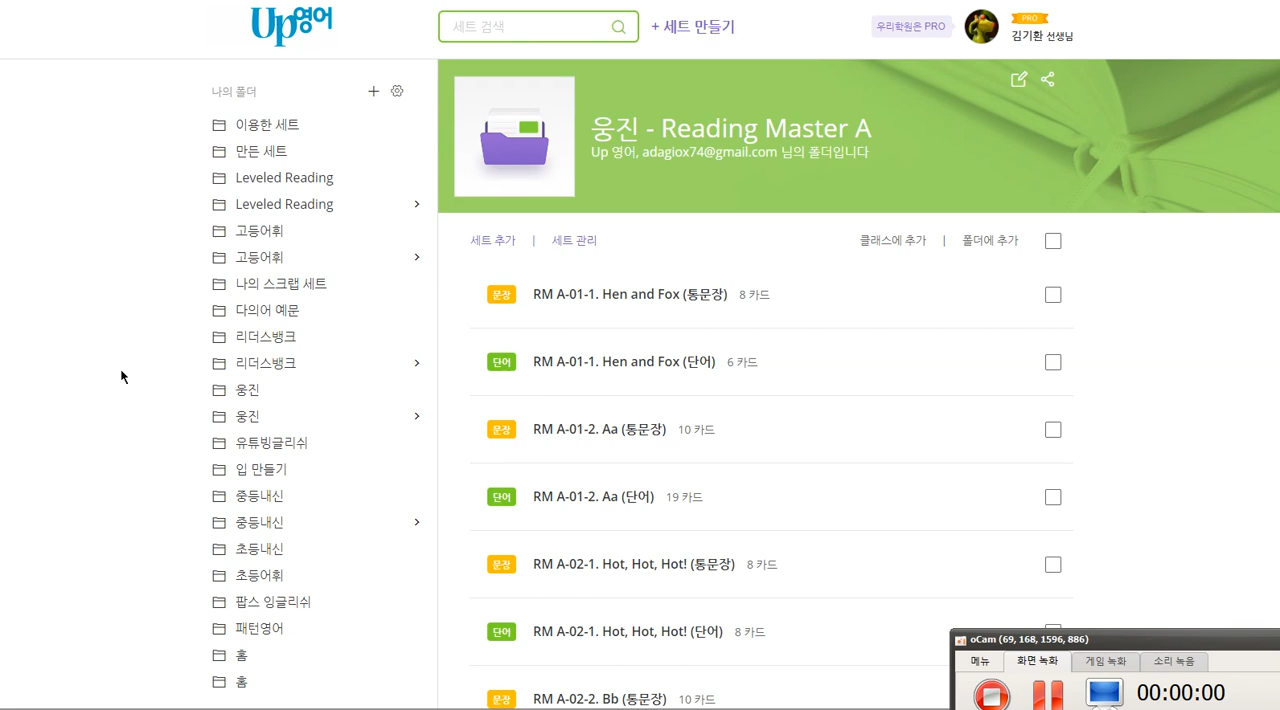 Up영어
세트 검색
+ 세트 만들기
우리학원은 PRO
PRO
김기환 선생님
나의 폴더
이용한 세트
만든 세트
Leveled Reading
Leveled Reading
고등어휘
고등어휘
나의 스크랩 세트
다의어 예문
리더스뱅크
리더스뱅크
웅진
웅진
유튜빙글리쉬
입 만들기
중등내신
중등내신
초등내신
초등어휘
팝스 잉글리쉬
패턴영어
홈
홈
웅진 - Reading Master A
Up 영어, adagiox74@gmail.com 님의 폴더입니다
세트 추가 | 세트 관리
클래스에 추가 | 폴더에 추가
문장 RM A-01-1. Hen and Fox (통문장) 8 카드
단어 RM A-01-1. Hen and Fox (단어) 6 카드
문장 RM A-01-2. Aa (통문장) 10 카드
단어 RM A-01-2. Aa (단어) 19 카드
문장 RM A-02-1. Hot, Hot, Hot! (통문장) 8 카드
단어 RM A-02-1. Hot, Hot, Hot! (단어) 8 카드
문장 RM A-02-2. Bb (통문장) 10 카드
oCam (69, 168, 1596, 886)
메뉴 화면 녹화 게임 녹화 소리 녹음
00:00:00